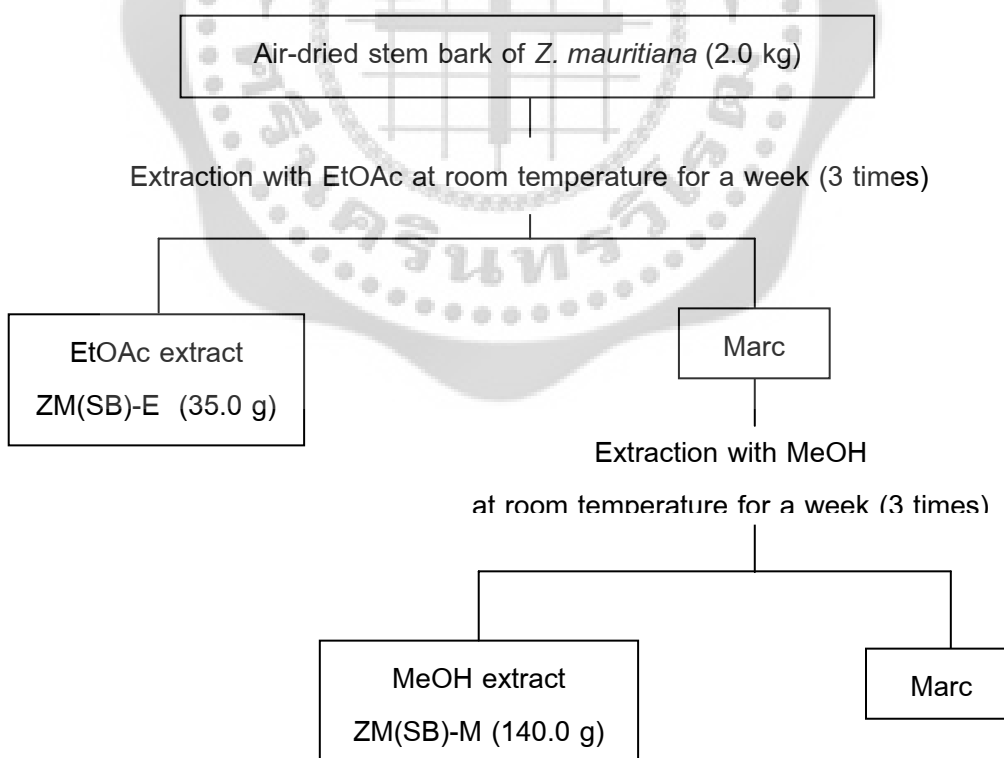 Air-dried stem bark of Z. mauritiana (2.0 kg)
Extraction with EtOAc at room temperature for a week (3 times)
EtOAc extract
ZM(SB)-E (35.0 g)
Marc
Extraction with MeOH
at room temperature for a week (3 times)
MeOH extract
ZM(SB)-M (140.0 g)
Marc